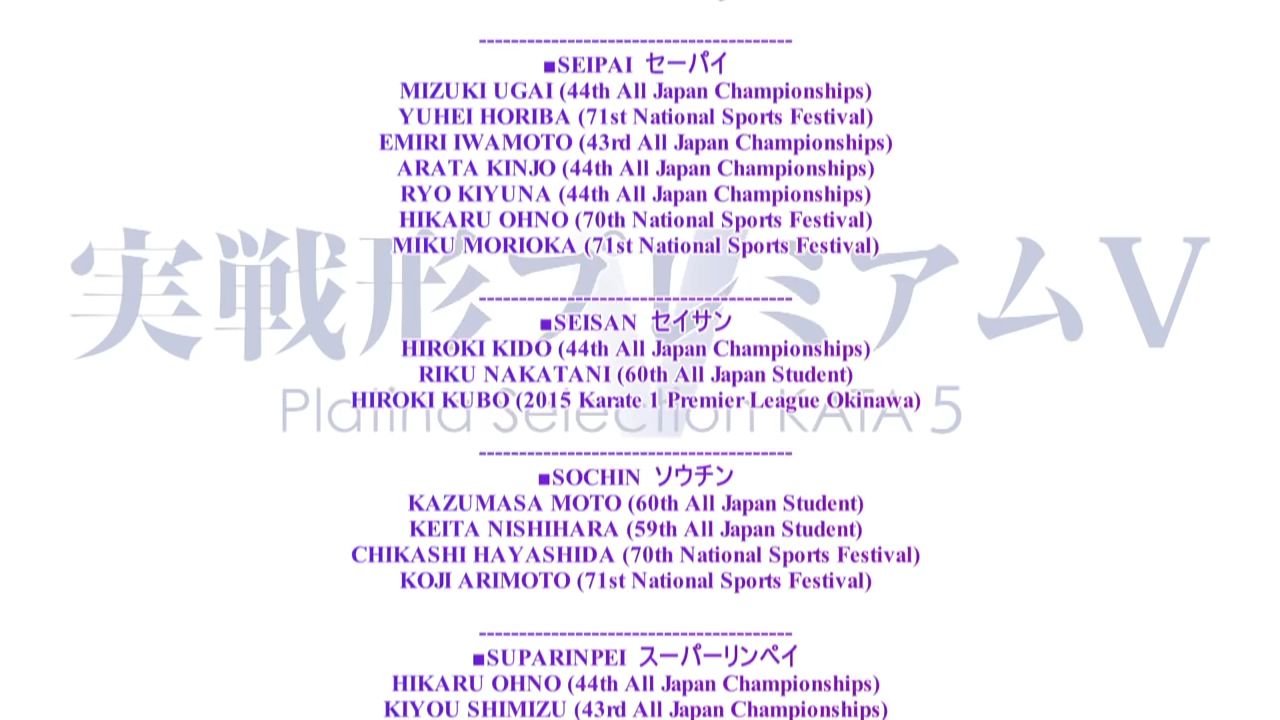 ---------------------------------------
■SEIPAI セーパイ
MIZUKI UGAI (44th All Japan Championships)
YUHEI HORIBA (71st National Sports Festival)
EMIRI IWAMOTO (43rd All Japan Championships)
ARATA KINJO (44th All Japan Championships)
RYO KIYUNA (44th All Japan Championships)
HIKARU OHNO (70th National Sports Festival)
MIKU MORIOKA (71st National Sports Festival)
実戦形プレミアムV
---------------------------------------
■SEISAN セイサン
HIROKI KIDO (44th All Japan Championships)
RIKU NAKATANI (60th All Japan Student)
HIROKI KUBO (2015 Karate 1 Premier League Okinawa)
Platina Selection KATA 5
---------------------------------------
■SOCHIN ソウチン
KAZUMASA MOTO (60th All Japan Student)
KEITA NISHIHARA (59th All Japan Student)
CHIKASHI HAYASHIDA (70th National Sports Festival)
KOJI ARIMOTO (71st National Sports Festival)
---------------------------------------
■SUPARINPEI スーパーリンペイ
HIKARU OHNO (44th All Japan Championships)
KIYOU SHIMIZU (43rd All Japan Championships)